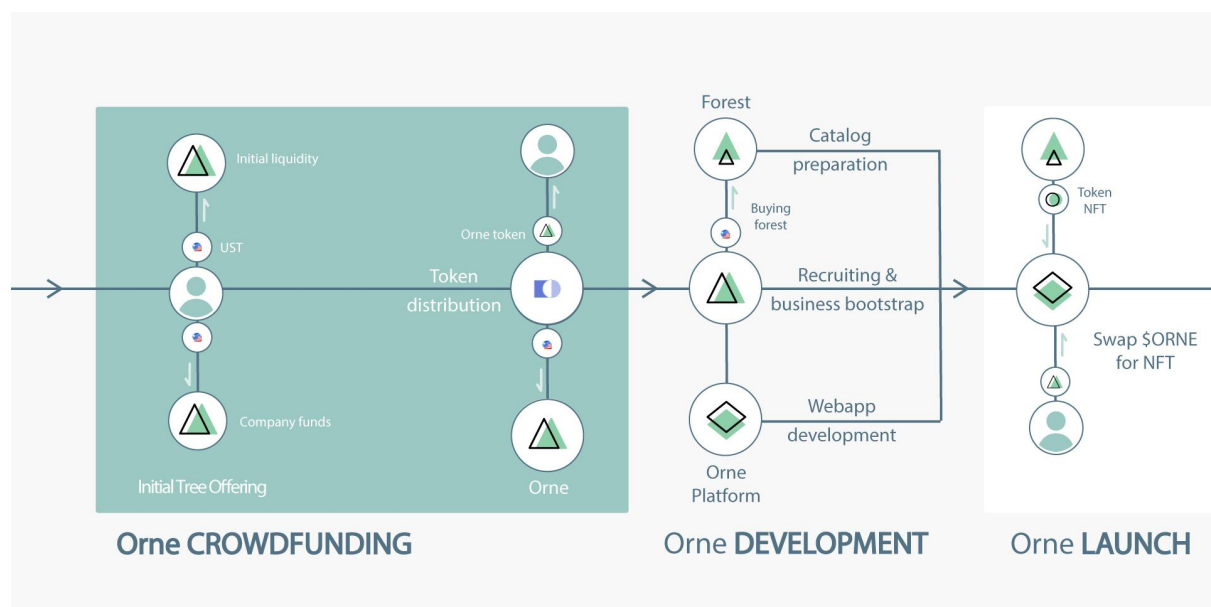 Initial liquidity
UST
Company funds
Initial Tree Offering
Orne token
Token
distribution
Orne
Orne CROWDFUNDING
Forest
Catalog
preparation
Buying
forest
Recruiting &
business bootstrap
Webapp
development
Orne
Platform
Orne DEVELOPMENT
Token
NFT
Swap $ORNE
for NFT
Orne LAUNCH